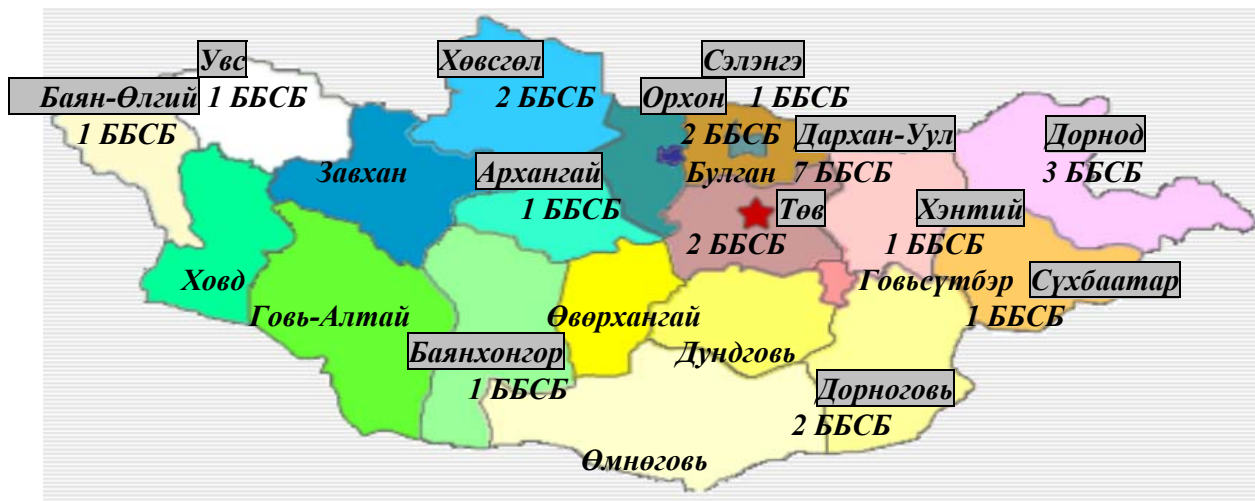 Увс
Баян-Өлгий 1 ББСБ
1 ББСБ
Хөвсгөл
2 ББСБ
Сэлэнгэ
1 ББСБ
Орхон
2 ББСБ
Булган
Дархан-Уул
7 ББСБ
Дорнод
3 ББСБ
Завхан
Архангай
1 ББСБ
Төв
2 ББСБ
Хэнтий
1 ББСБ
Ховд
Говь-Алтай
Өвөрхангай
Говьсүтбэр
Сүхбаатар
1 ББСБ
Баянхонгор
1 ББСБ
Дундговь
Дорноговь
2 ББСБ
Өмнөговь